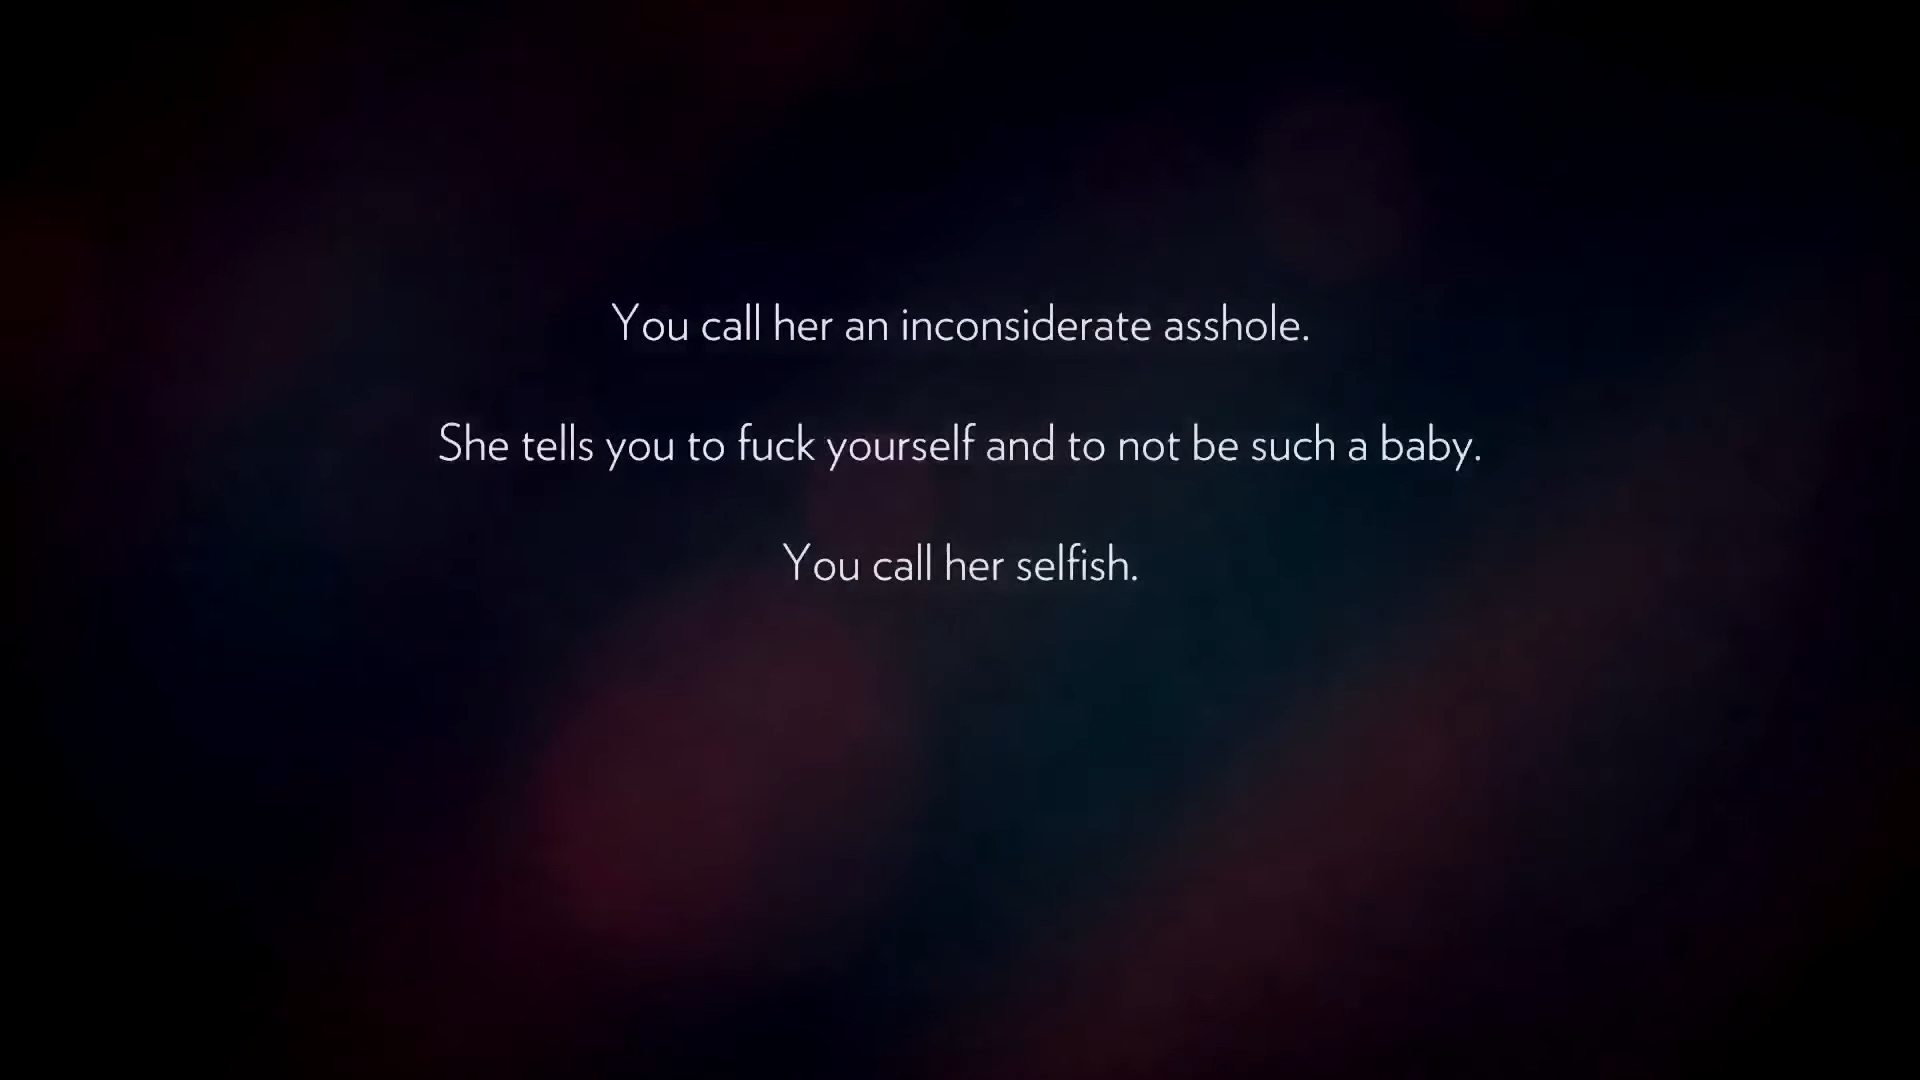 You call her an inconsiderate asshole.
She tells you to fuck yourself and to not be such a baby.
You call her selfish.